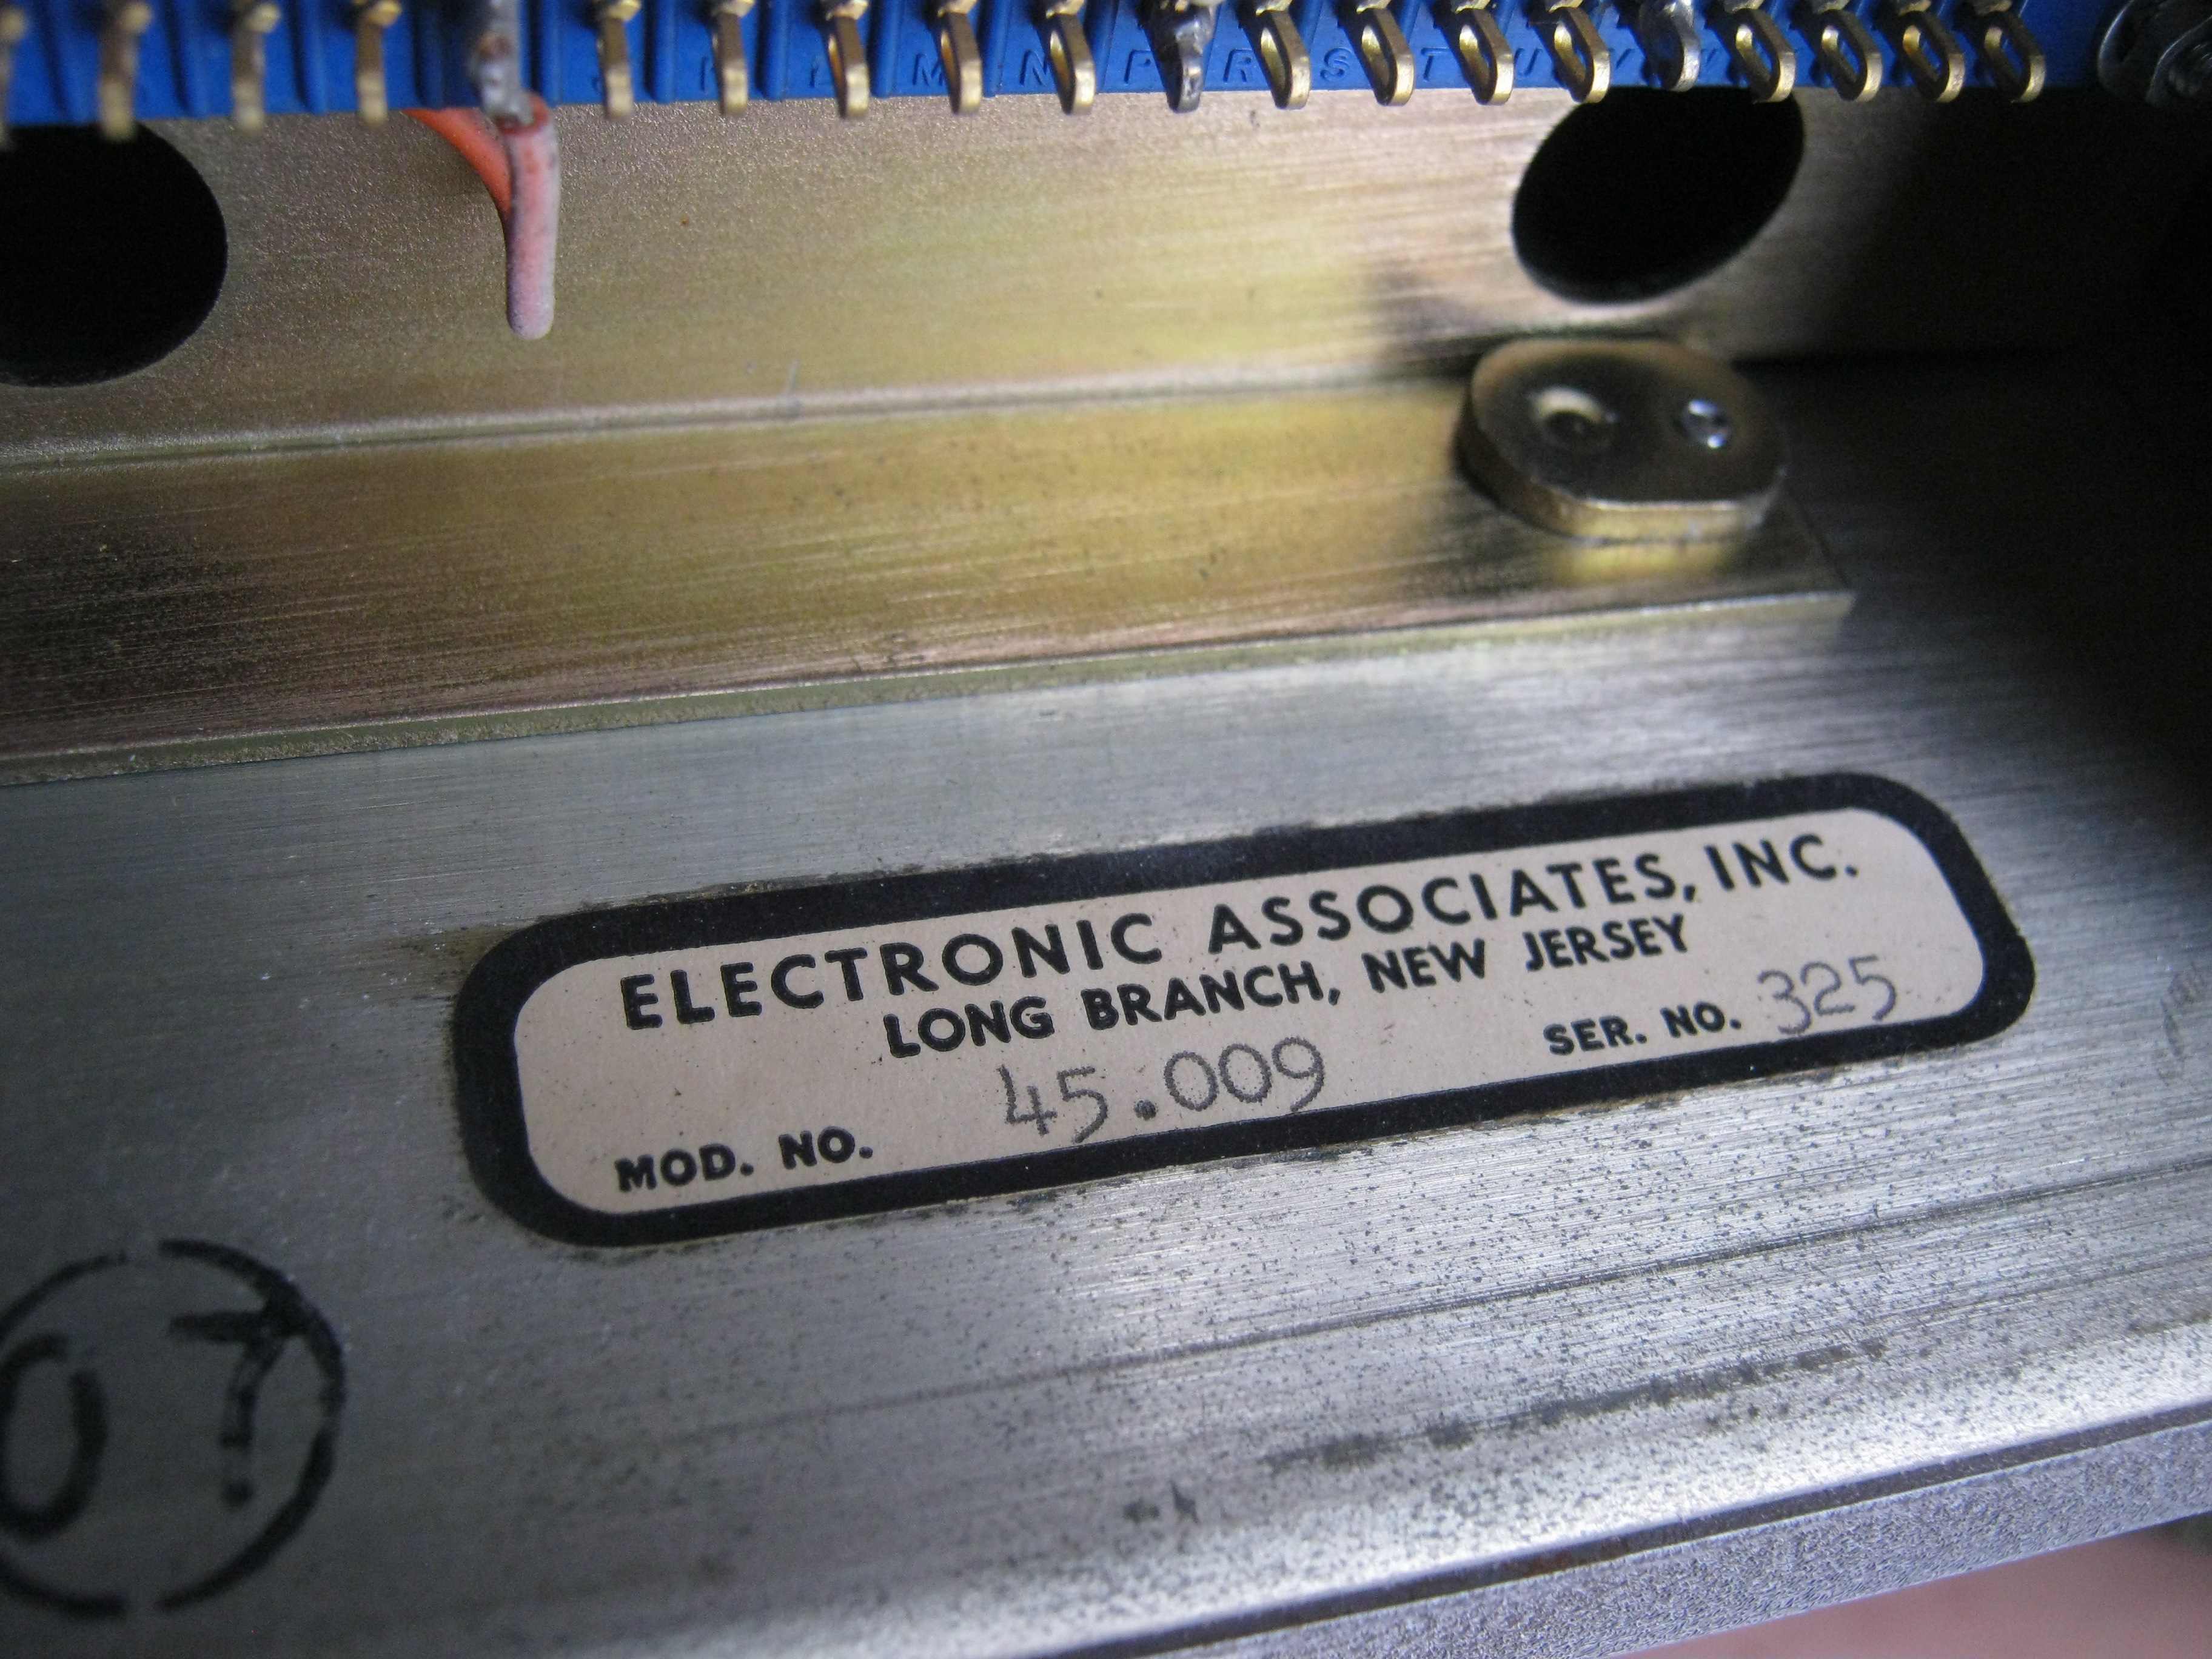 M N P R S T U V
ELECTRONIC ASSOCIATES, INC.
LONG BRANCH, NEW JERSEY
MOD. NO. 45.009 SER. NO. 325
07